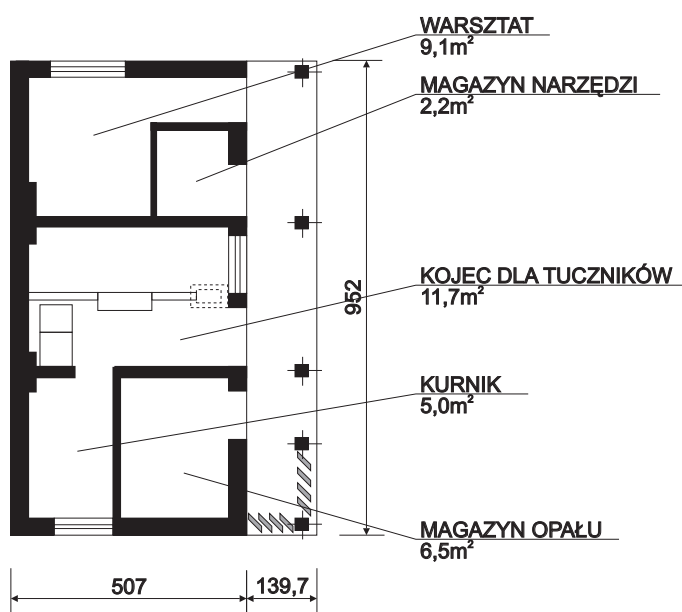 WARSZTAT
9,1m²
MAGAZYN NARZĘDZI
2,2m²
952
KOJEC DLA TUCZNIKÓW
11,7m²
KURNIK
5,0m²
MAGAZYN OPAŁU
6,5m²
507
139,7